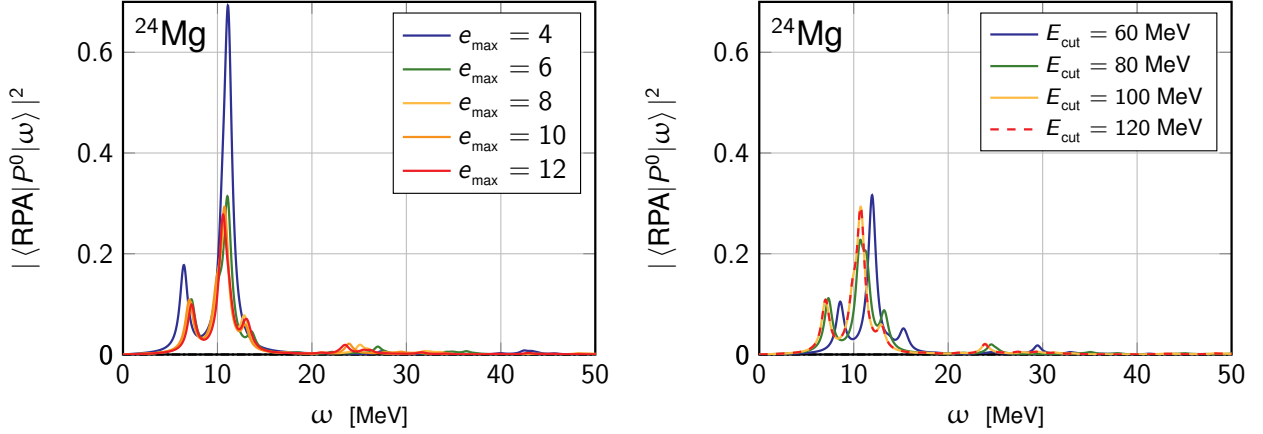 | ⟨RPA|P⁰|ω⟩ |²
0.6
0.4
0.2
0
²⁴Mg
e_max = 4
e_max = 6
e_max = 8
e_max = 10
e_max = 12
0 10 20 30 40 50
ω [MeV]
| ⟨RPA|P⁰|ω⟩ |²
0.6
0.4
0.2
0
²⁴Mg
E_cut = 60 MeV
E_cut = 80 MeV
E_cut = 100 MeV
E_cut = 120 MeV
0 10 20 30 40 50
ω [MeV]